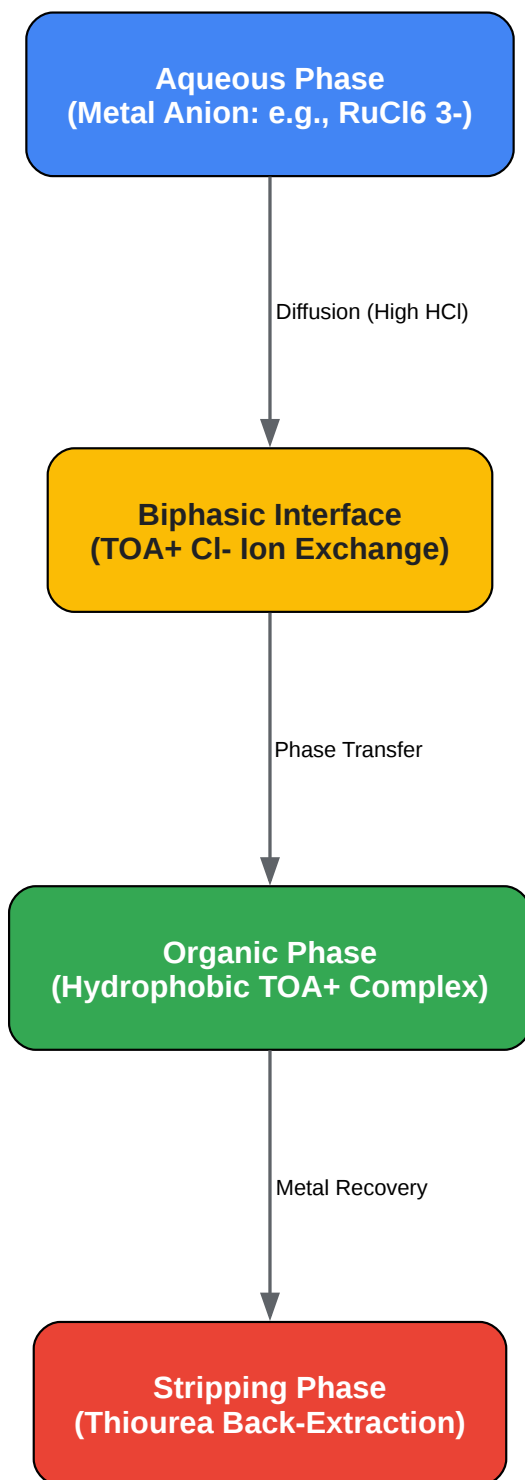 Aqueous Phase
(Metal Anion: e.g., RuCl6 3-)
Diffusion (High HCl)
Biphasic Interface
(TOA+ Cl- Ion Exchange)
Phase Transfer
Organic Phase
(Hydrophobic TOA+ Complex)
Metal Recovery
Stripping Phase
(Thiourea Back-Extraction)